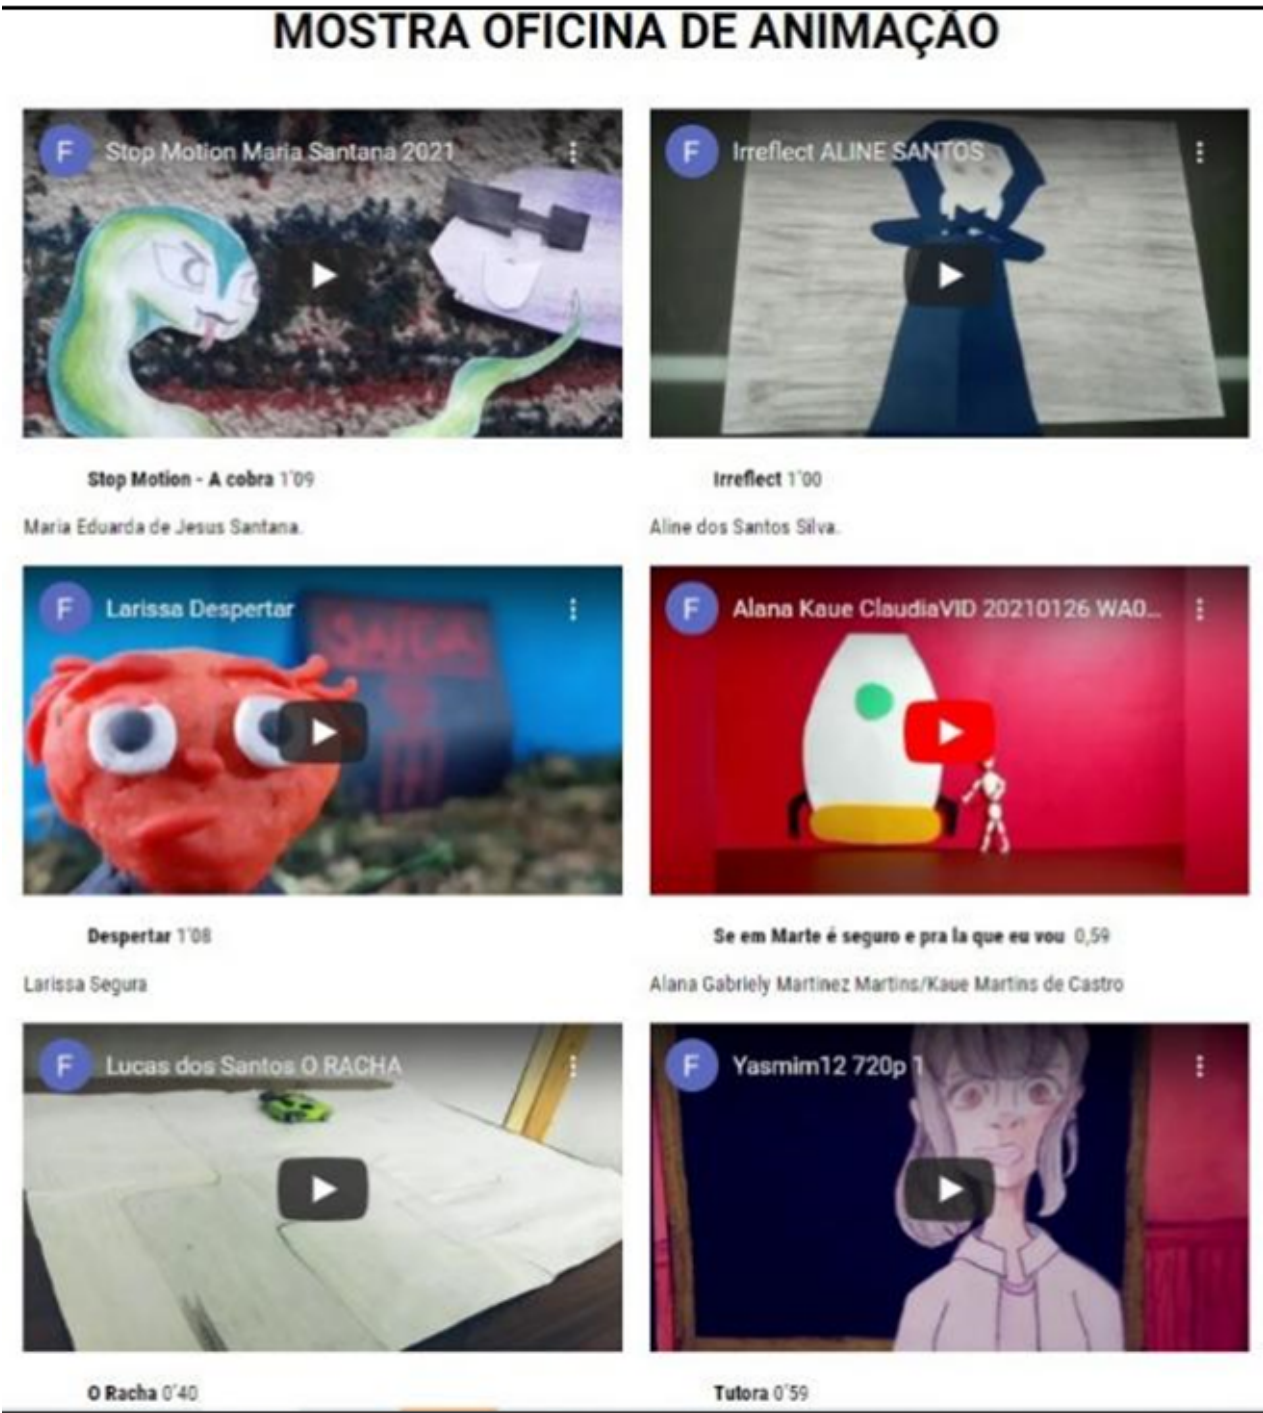 MOSTRA OFICINA DE ANIMAÇÃO
F Stop Motion Maria Santana 2021
F Irreflect ALINE SANTOS
Stop Motion - A cobra 1'09
Irreflect 1'00
Maria Eduarda de Jesus Santana.
Aline dos Santos Silva.
F Larissa Despertar
F Alana Kaue ClaudiaVID 20210126 WA0...
Despertar 1'08
Se em Marte é seguro e pra la que eu vou 0,59
Larissa Segura
Alana Gabriely Martinez Martins/Kaue Martins de Castro
F Lucas dos Santos O RACHA
F Yasmim12 720p 1
O Racha 0'40
Tutora 0'59